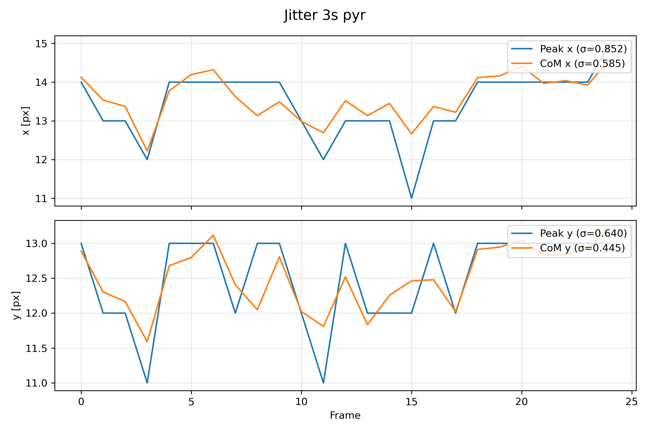 Jitter 3s pyr
15
14
13
12
11
x [px]
Peak x (σ=0.852)
CoM x (σ=0.585)
13.0
12.5
12.0
11.5
11.0
y [px]
Peak y (σ=0.640)
CoM y (σ=0.445)
0 5 10 15 20 25
Frame